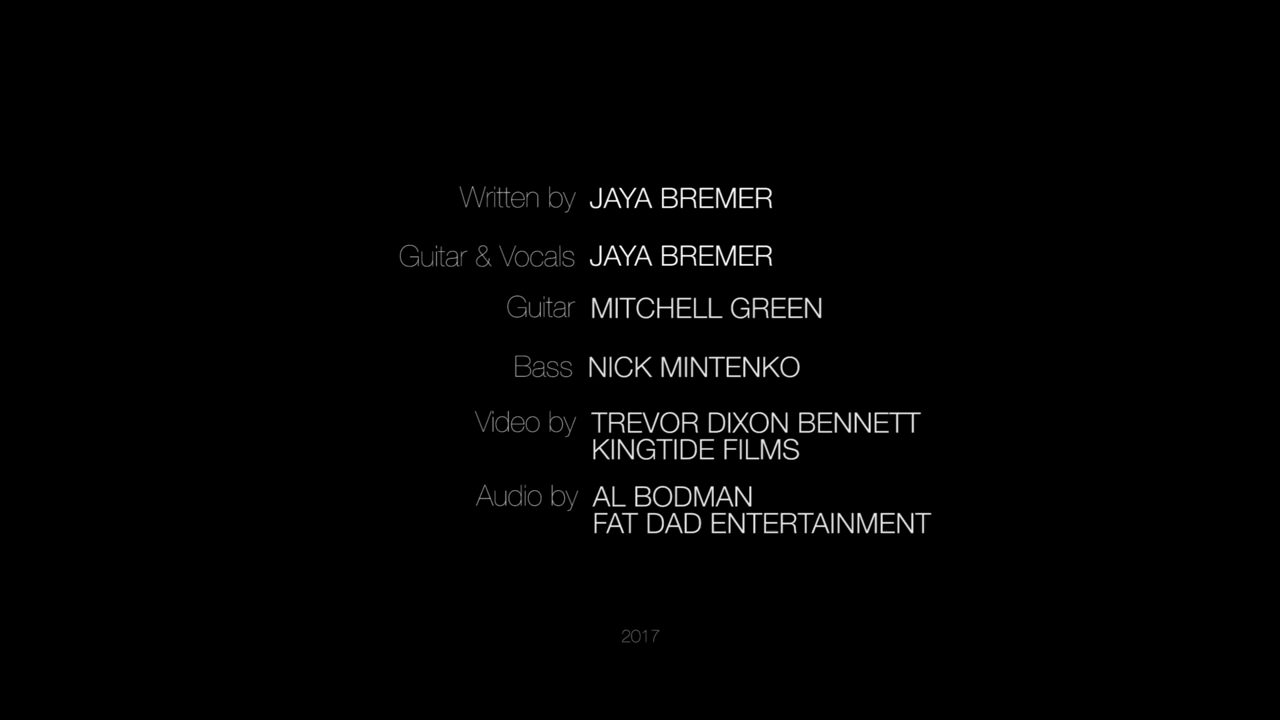 Written by JAYA BREMER
Guitar & Vocals JAYA BREMER
Guitar MITCHELL GREEN
Bass NICK MINTENKO
Video by TREVOR DIXON BENNETT
KINGTIDE FILMS
Audio by AL BODMAN
FAT DAD ENTERTAINMENT
2017